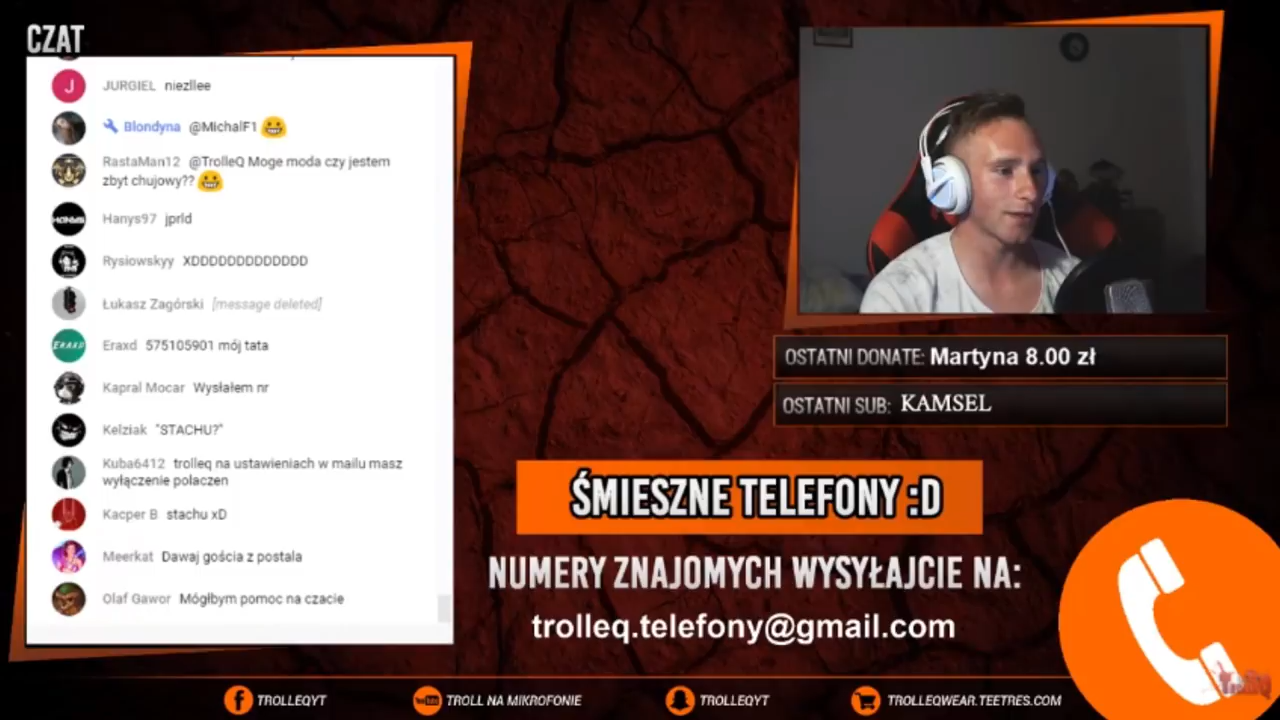 CZAT
J
JURGIEL niezllee
Blondyna @MichalF1
RastaMan12 @TrolleQ Moge moda czy jestem
zbyt chujowy??
Hanys97 jprld
Rysiowskyy XDDDDDDDDDDDDD
Łukasz Zagórski [message deleted]
ERAXD
Eraxd 575105901 mój tata
Kapral Mocar Wysłałem nr
Kelziak "STACHU?"
Kuba6412 trolleq na ustawieniach w mailu masz
wyłączenie polaczen
Kacper B stachu xD
Meerkat Dawaj gościa z postala
Olaf Gawor Mógłbym pomoc na czacie
OSTATNI DONATE: Martyna 8.00 zł
OSTATNI SUB: KAMSEL
ŚMIESZNE TELEFONY :D
NUMERY ZNAJOMYCH WYSYŁAJCIE NA:
trolleq.telefony@gmail.com
TROLLEQYT
TROLL NA MIKROFONIE
TROLLEQYT
TROLLEQWEAR.TEETRES.COM